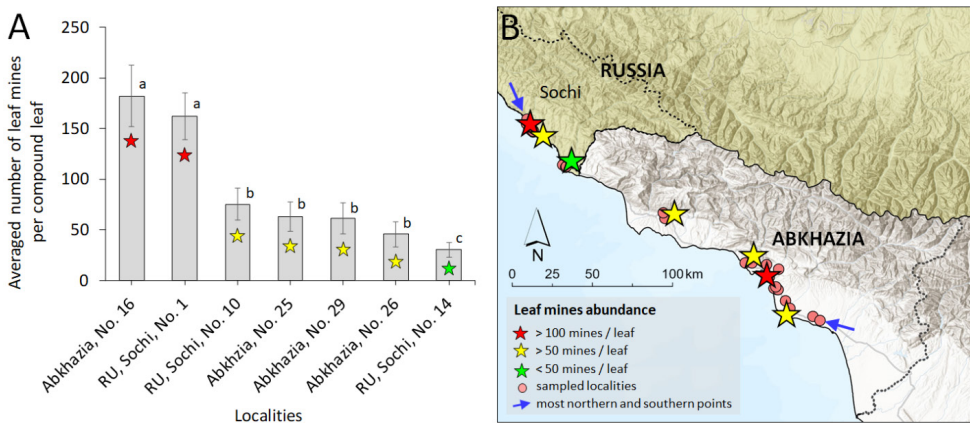 A
Averaged number of leaf mines
per compound leaf
250
200
150
100
50
0
a
a
b
b
b
b
c
Abkhazia, No. 16
RU, Sochi, No. 1
RU, Sochi, No. 10
Abkhzia, No. 25
Abkhazia, No. 29
Abkhazia, No. 26
RU, Sochi, No. 14
Localities
B
RUSSIA
Sochi
ABKHAZIA
N
0 25 50 100 km
Leaf mines abundance
> 100 mines / leaf
> 50 mines / leaf
< 50 mines / leaf
sampled localities
most northern and southern points